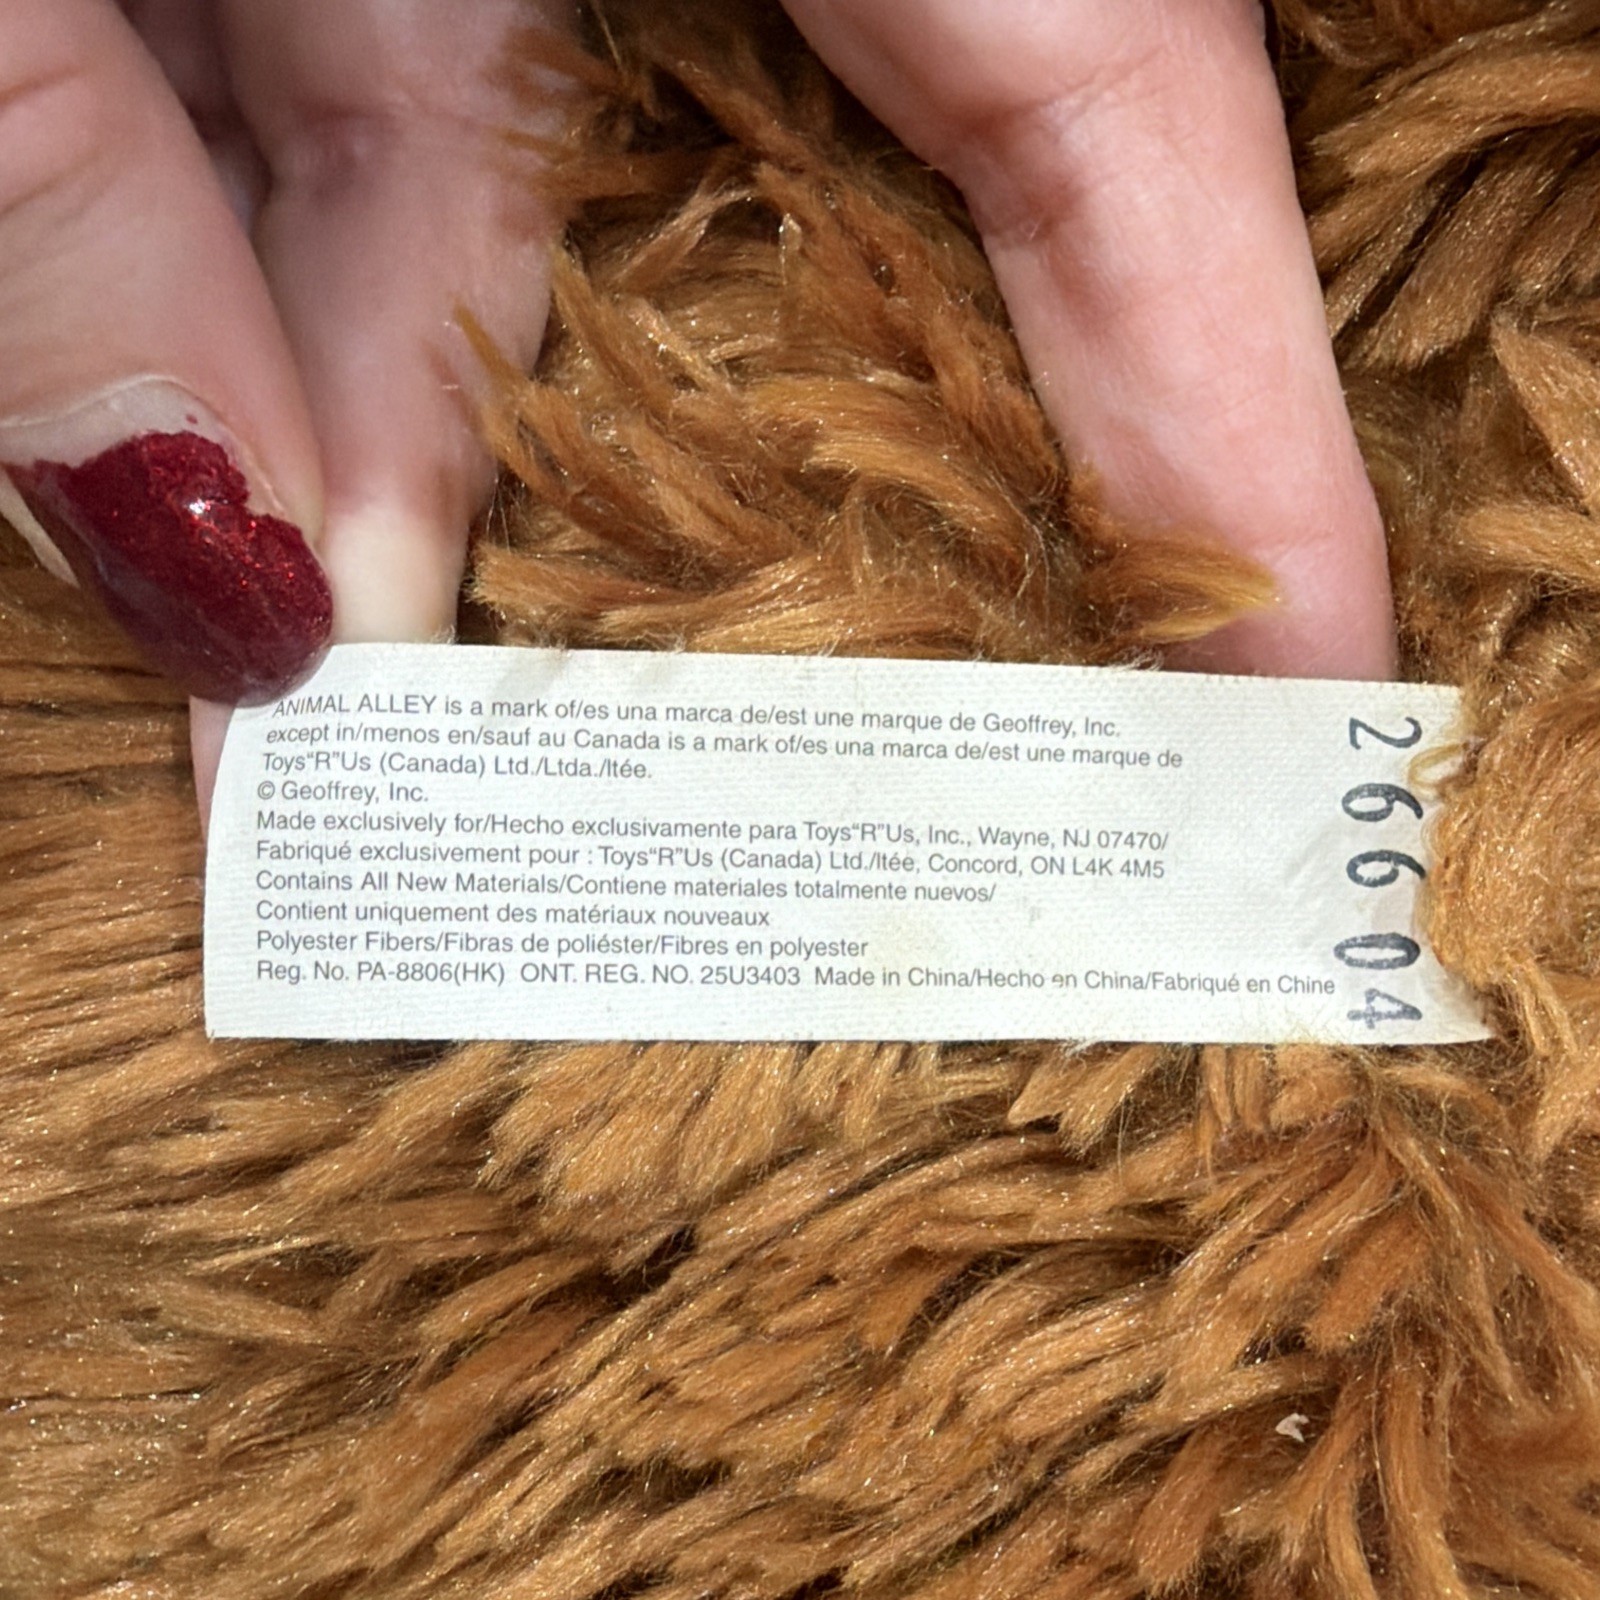 ANIMAL ALLEY is a mark of/es una marca de/est une marque de Geoffrey, Inc.
except in/menos en/sauf au Canada is a mark of/es una marca de/est une marque de
Toys“R”Us (Canada) Ltd./Ltda./ltée.
© Geoffrey, Inc.
Made exclusively for/Hecho exclusivamente para Toys“R”Us, Inc., Wayne, NJ 07470/
Fabriqué exclusivement pour : Toys“R”Us (Canada) Ltd./ltée, Concord, ON L4K 4M5
Contains All New Materials/Contiene materiales totalmente nuevos/
Contient uniquement des matériaux nouveaux
Polyester Fibers/Fibras de poliéster/Fibres en polyester
Reg. No. PA-8806(HK) ONT. REG. NO. 25U3403 Made in China/Hecho en China/Fabriqué en Chine
26604